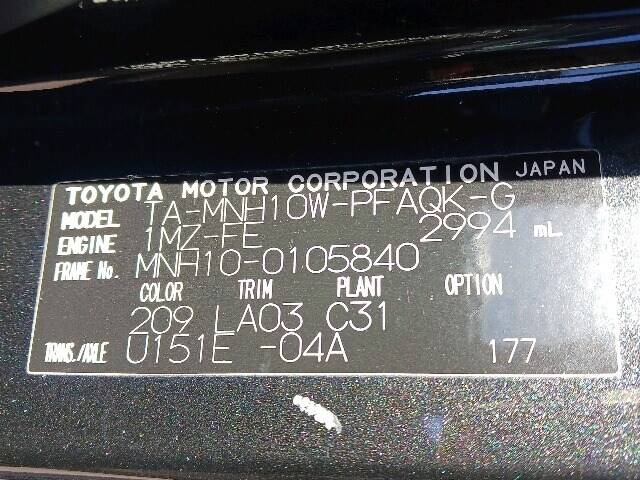 TOYOTA MOTOR CORPORATION JAPAN
MODEL TA-MNH10W-PFAQK-G
ENGINE 1MZ-FE 2994 mL
FRAME No. MNH10-0105840
COLOR TRIM PLANT OPTION
209 LA03 C31
TRANS./AXLE U151E -04A 177